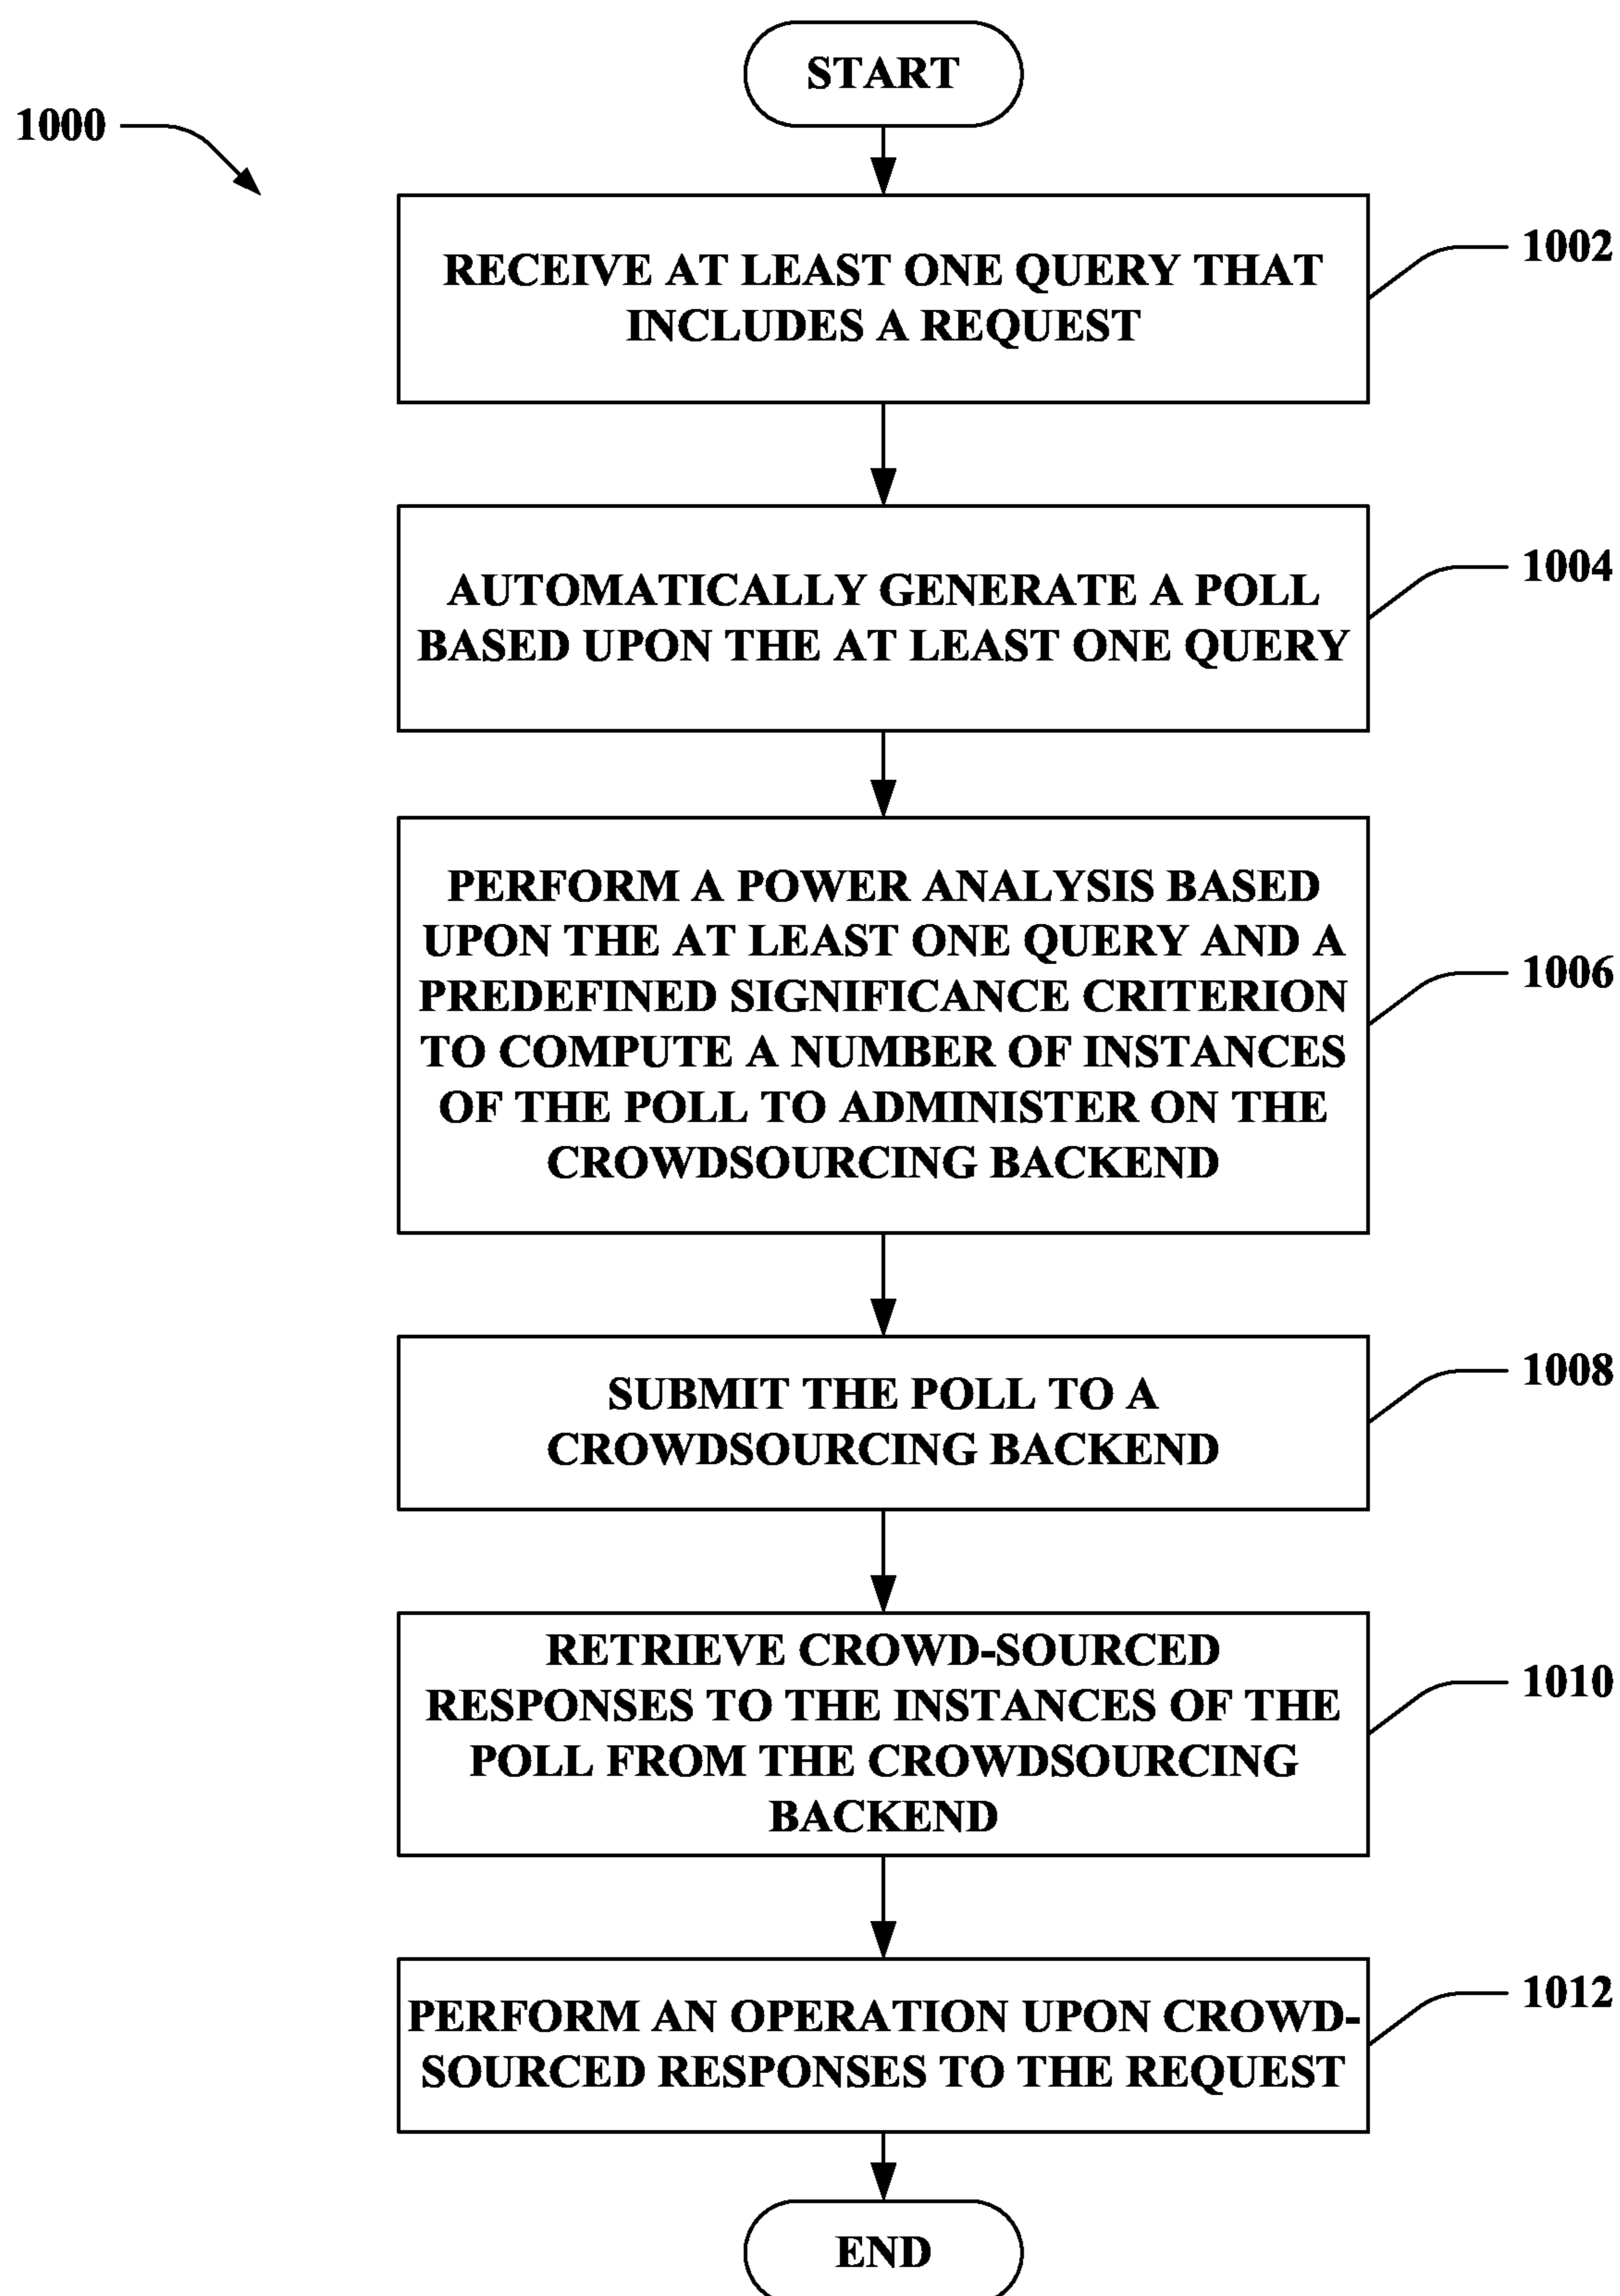 START
1000
RECEIVE AT LEAST ONE QUERY THAT
INCLUDES A REQUEST
1002
AUTOMATICALLY GENERATE A POLL
BASED UPON THE AT LEAST ONE QUERY
1004
PERFORM A POWER ANALYSIS BASED
UPON THE AT LEAST ONE QUERY AND A
PREDEFINED SIGNIFICANCE CRITERION
TO COMPUTE A NUMBER OF INSTANCES
OF THE POLL TO ADMINISTER ON THE
CROWDSOURCING BACKEND
1006
SUBMIT THE POLL TO A
CROWDSOURCING BACKEND
1008
RETRIEVE CROWD-SOURCED
RESPONSES TO THE INSTANCES OF THE
POLL FROM THE CROWDSOURCING
BACKEND
1010
PERFORM AN OPERATION UPON CROWD-
SOURCED RESPONSES TO THE REQUEST
1012
END